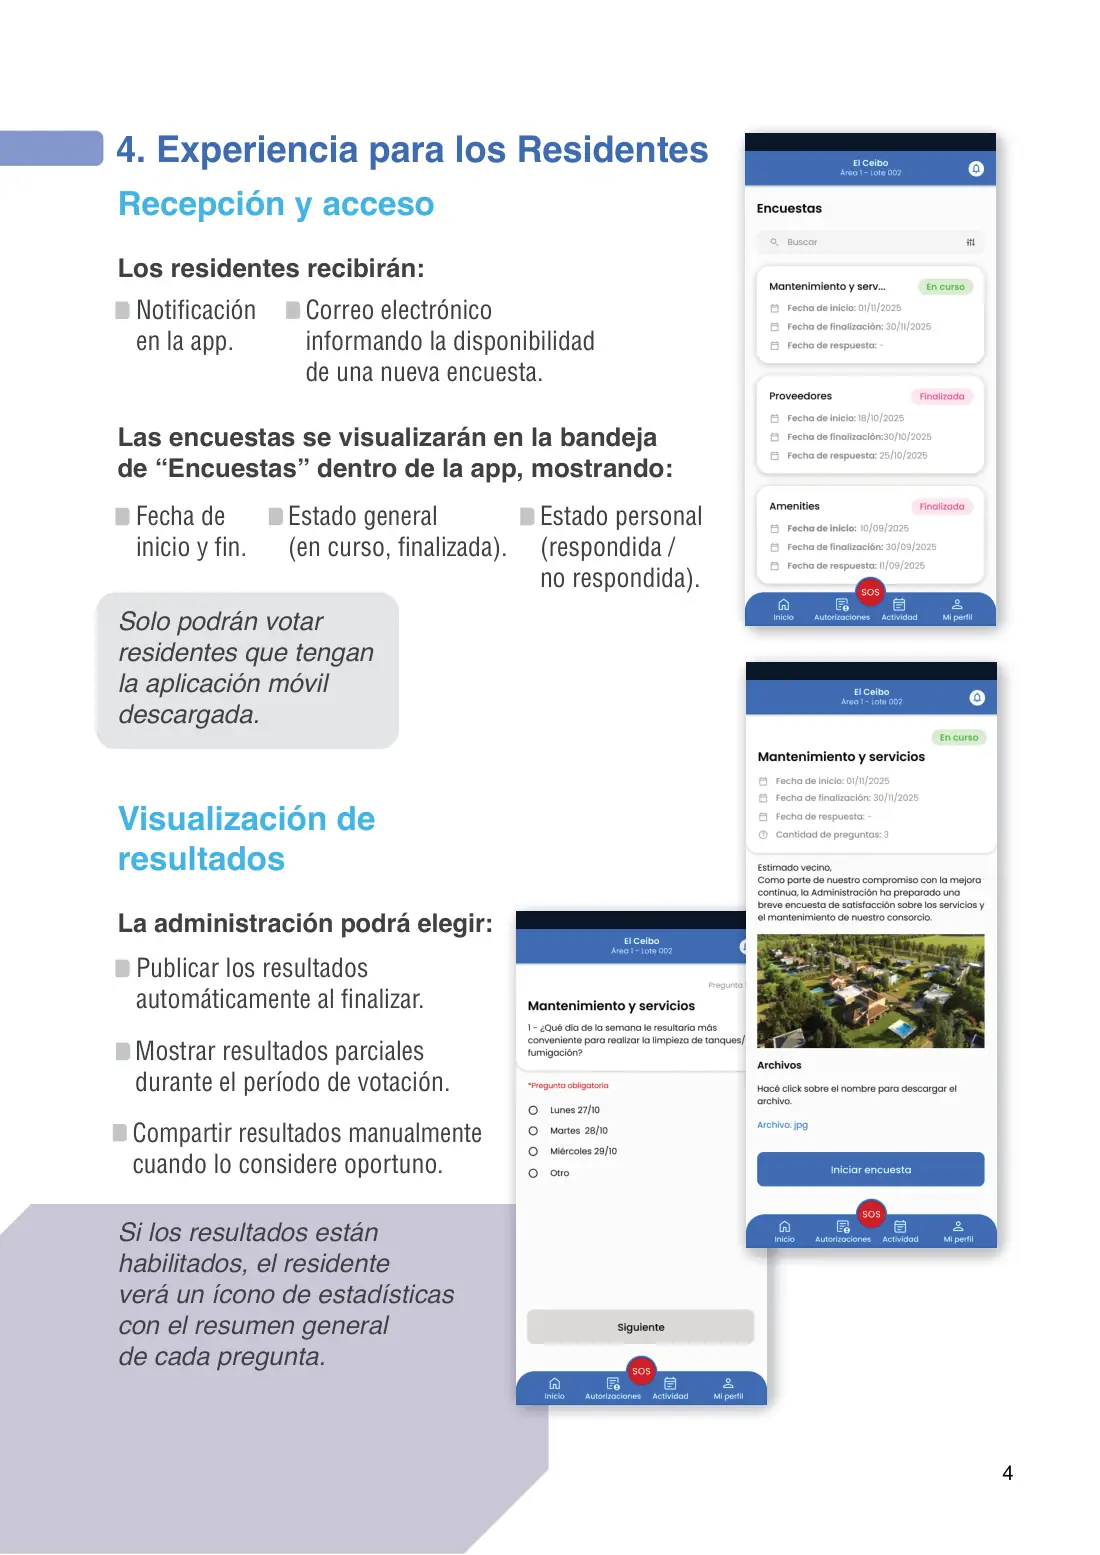 4. Experiencia para los Residentes
Recepción y acceso
Los residentes recibirán:
Notificación
en la app.
Correo electrónico
informando la disponibilidad
de una nueva encuesta.
Las encuestas se visualizarán en la bandeja
de “Encuestas” dentro de la app, mostrando:
Fecha de
inicio y fin.
Estado general
(en curso, finalizada).
Estado personal
(respondida /
no respondida).
Solo podrán votar
residentes que tengan
la aplicación móvil
descargada.
Visualización de
resultados
La administración podrá elegir:
Publicar los resultados
automáticamente al finalizar.
Mostrar resultados parciales
durante el período de votación.
Compartir resultados manualmente
cuando lo considere oportuno.
Si los resultados están
habilitados, el residente
verá un ícono de estadísticas
con el resumen general
de cada pregunta.
El Ceibo
Área 1 - Lote 002
Encuestas
Buscar
Mantenimiento y serv... En curso
Fecha de inicio: 01/11/2025
Fecha de finalización: 30/11/2025
Fecha de respuesta: -
Proveedores Finalizada
Fecha de inicio: 18/10/2025
Fecha de finalización:30/10/2025
Fecha de respuesta: 25/10/2025
Amenities Finalizada
Fecha de inicio: 10/09/2025
Fecha de finalización: 30/09/2025
Fecha de respuesta: 11/09/2025
SOS
Inicio Autorizaciones Actividad Mi perfil
El Ceibo
Área 1 - Lote 002
En curso
Mantenimiento y servicios
Fecha de inicio: 01/11/2025
Fecha de finalización: 30/11/2025
Fecha de respuesta: -
Cantidad de preguntas: 3
Estimado vecino,
Como parte de nuestro compromiso con la mejora
continua, la Administración ha preparado una
breve encuesta de satisfacción sobre los servicios y
el mantenimiento de nuestro consorcio.
Archivos
Hacé click sobre el nombre para descargar el
archivo.
Archivo. jpg
Iniciar encuesta
SOS
Inicio Autorizaciones Actividad Mi perfil
El Ceibo
Área 1 - Lote 002
Pregunta
Mantenimiento y servicios
1 - ¿Qué día de la semana le resultaría más
conveniente para realizar la limpieza de tanques/
fumigación?
*Pregunta obligatoria
Lunes 27/10
Martes 28/10
Miércoles 29/10
Otro
Siguiente
SOS
Inicio Autorizaciones Actividad Mi perfil
4